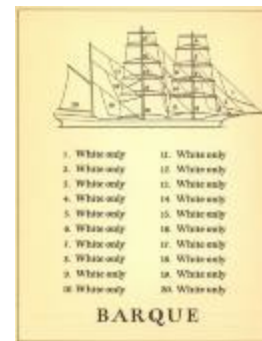 1. White only
2. White only
3. White only
4. White only
5. White only
6. White only
7. White only
8. White only
9. White only
10. White only
11. White only
12. White only
13. White only
14. White only
15. White only
16. White only
17. White only
18. White only
19. White only
20. White only
BARQUE